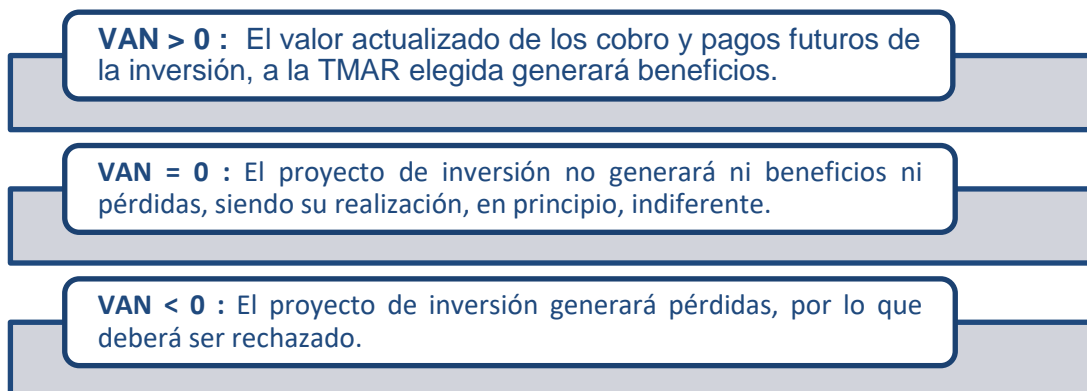 VAN > 0 : El valor actualizado de los cobro y pagos futuros de
la inversión, a la TMAR elegida generará beneficios.
VAN = 0 : El proyecto de inversión no generará ni beneficios ni
pérdidas, siendo su realización, en principio, indiferente.
VAN < 0 : El proyecto de inversión generará pérdidas, por lo que
deberá ser rechazado.